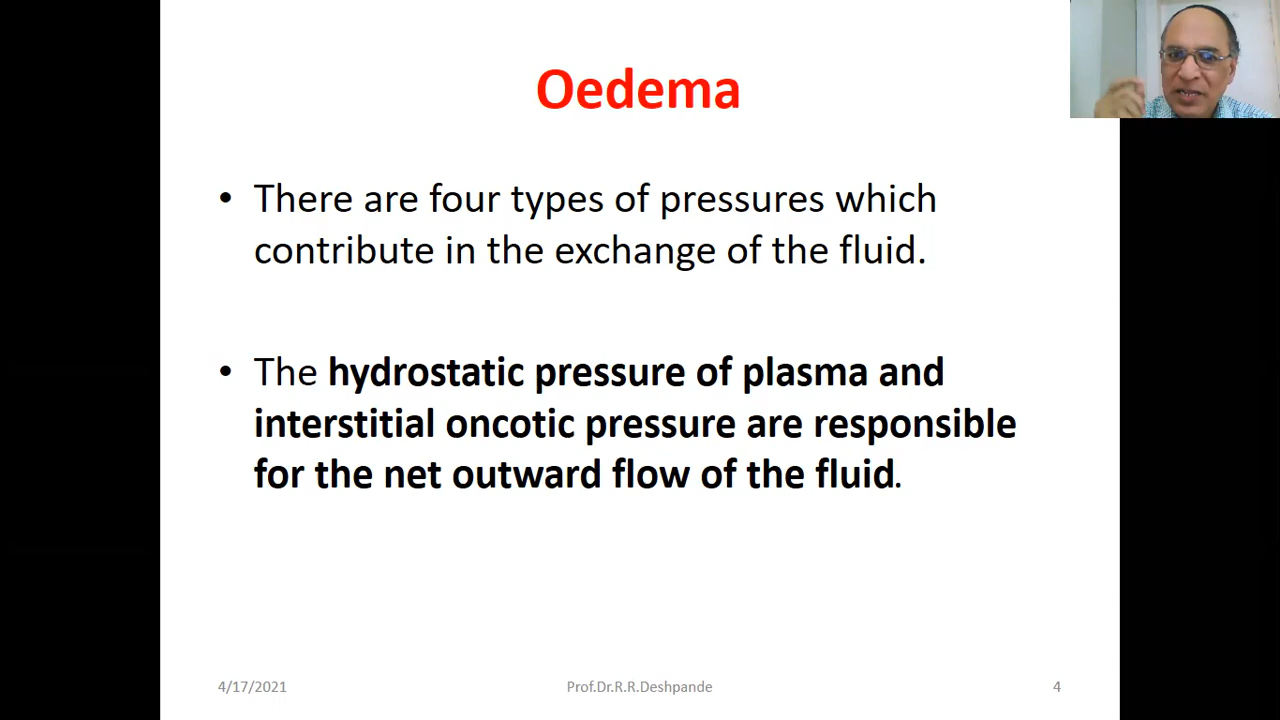 Oedema
• There are four types of pressures which
contribute in the exchange of the fluid.
• The hydrostatic pressure of plasma and
interstitial oncotic pressure are responsible
for the net outward flow of the fluid.
4/17/2021 Prof.Dr.R.R.Deshpande 4